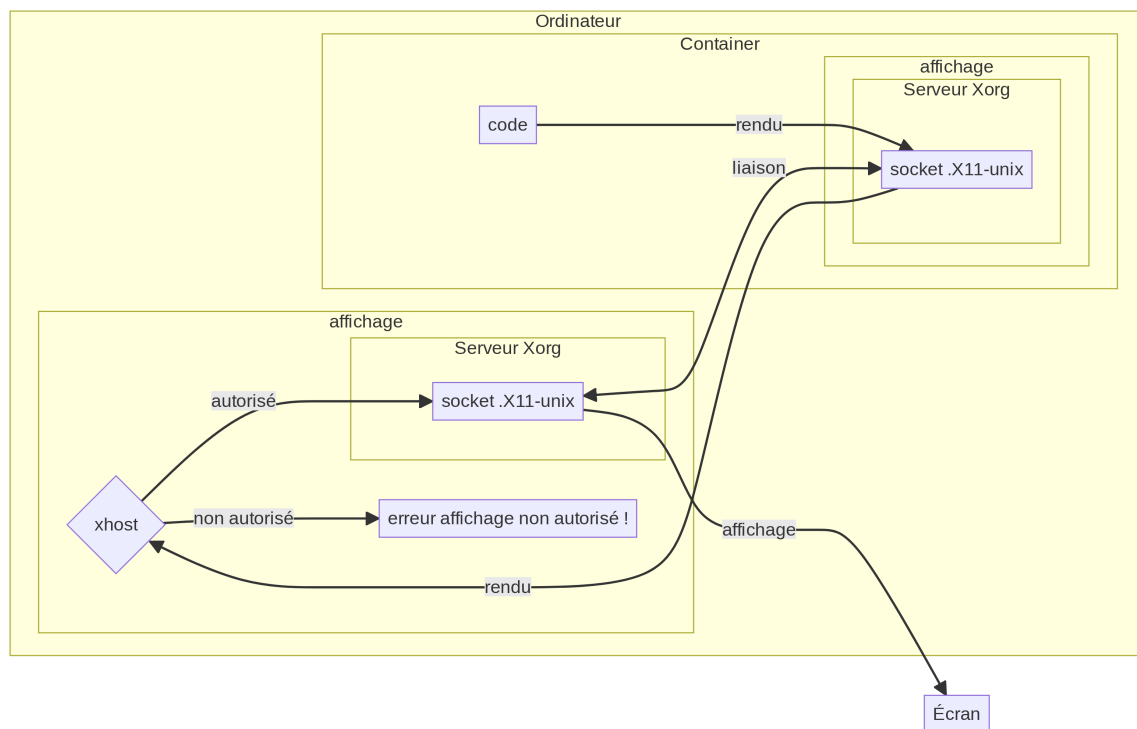 Ordinateur
Container
affichage
Serveur Xorg
code
rendu
liaison
socket .X11-unix
affichage
Serveur Xorg
autorisé
socket .X11-unix
xhost
non autorisé
erreur affichage non autorisé !
affichage
rendu
Écran